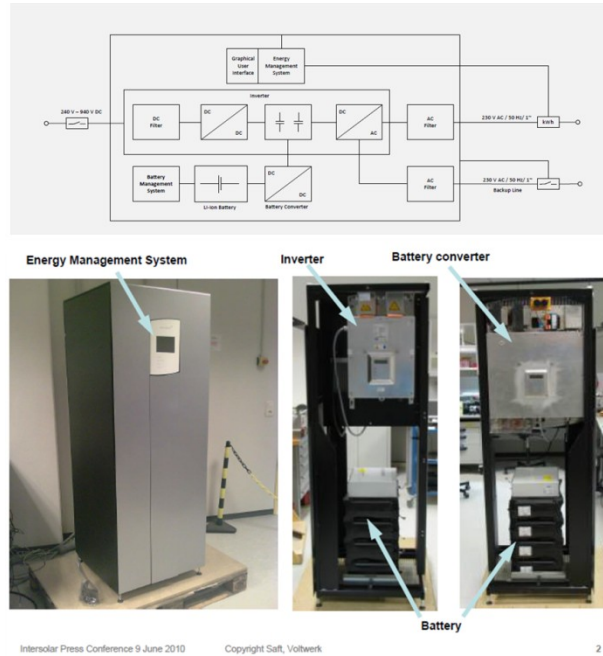 Graphical
User
Interface
Energy
Management
System
240 V – 940 V DC
Inverter
DC
Filter
DC
DC
DC
AC
AC
Filter
230 V AC / 50 Hz/ 1~
kWh
Battery
Management
System
Li-Ion Battery
DC
DC
Battery Converter
AC
Filter
230 V AC / 50 Hz/ 1~
Backup Line
Energy Management System
Inverter
Battery converter
Battery
Intersolar Press Conference 9 June 2010
Copyright Saft, Voltwerk
2